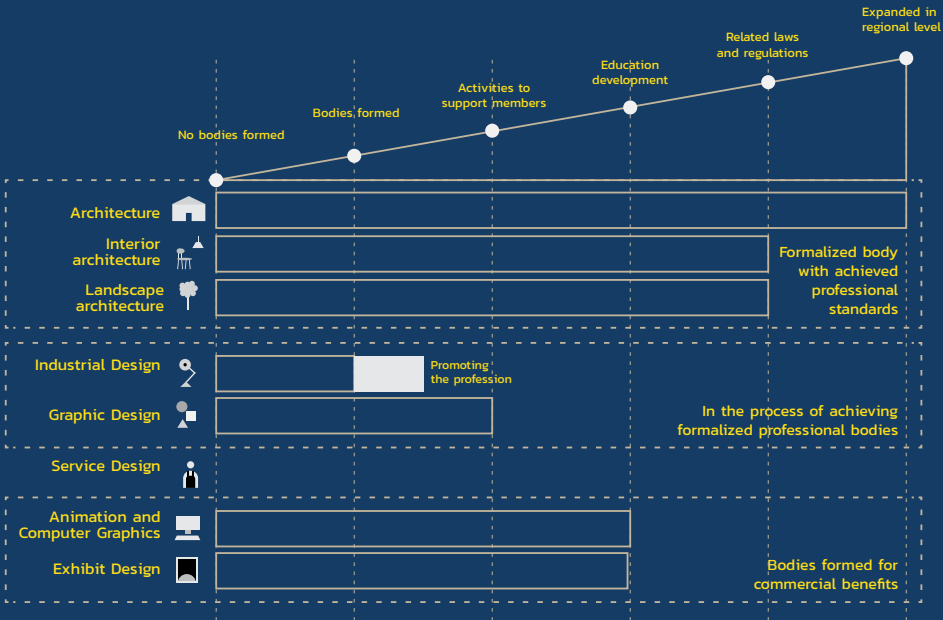 Expanded in
regional level
Related laws
and regulations
Education
development
Activities to
support members
Bodies formed
No bodies formed
Architecture
Interior
architecture
Landscape
architecture
Formalized body
with achieved
professional
standards
Industrial Design
Promoting
the profession
Graphic Design
In the process of achieving
formalized professional bodies
Service Design
Animation and
Computer Graphics
Exhibit Design
Bodies formed for
commercial benefits